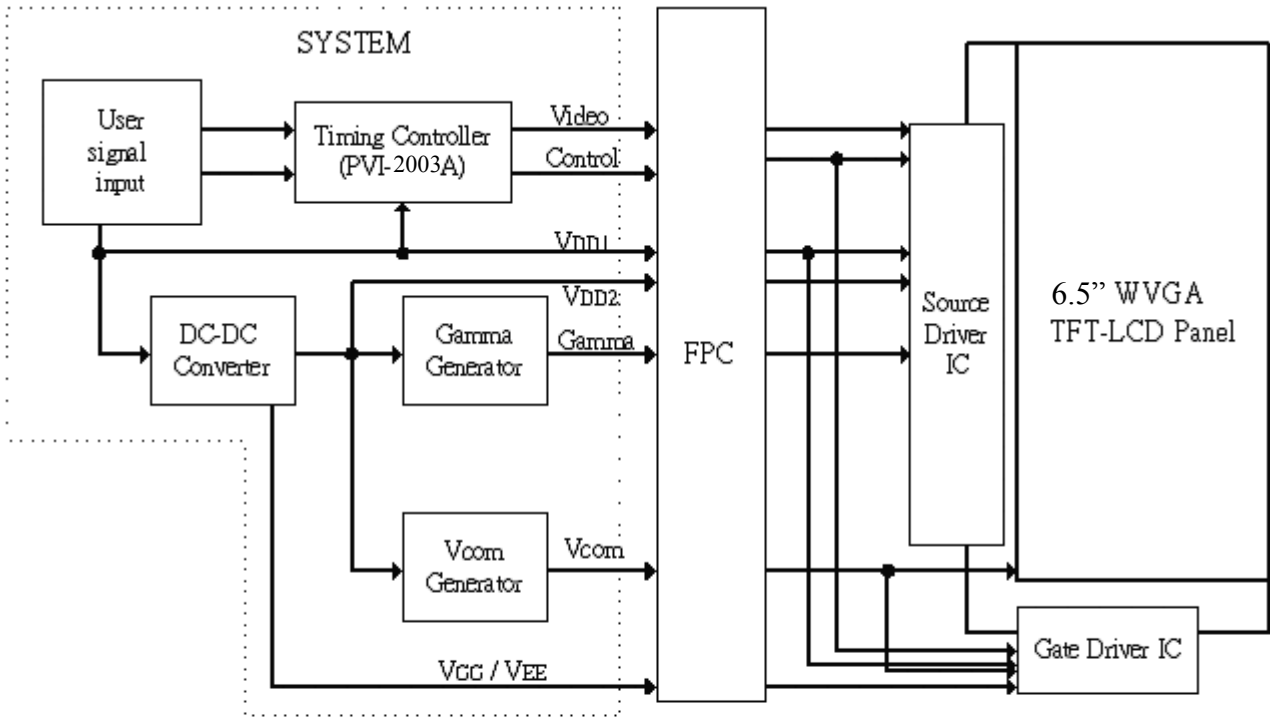 SYSTEM
User
signal
input
Timing Controller
(PVI-2003A)
Video
Control
VDD1
VDD2
DC-DC
Converter
Gamma
Generator
Gamma
FPC
Source
Driver
IC
6.5” WVGA
TFT-LCD Panel
Vcom
Generator
Vcom
VGG / VEE
Gate Driver IC